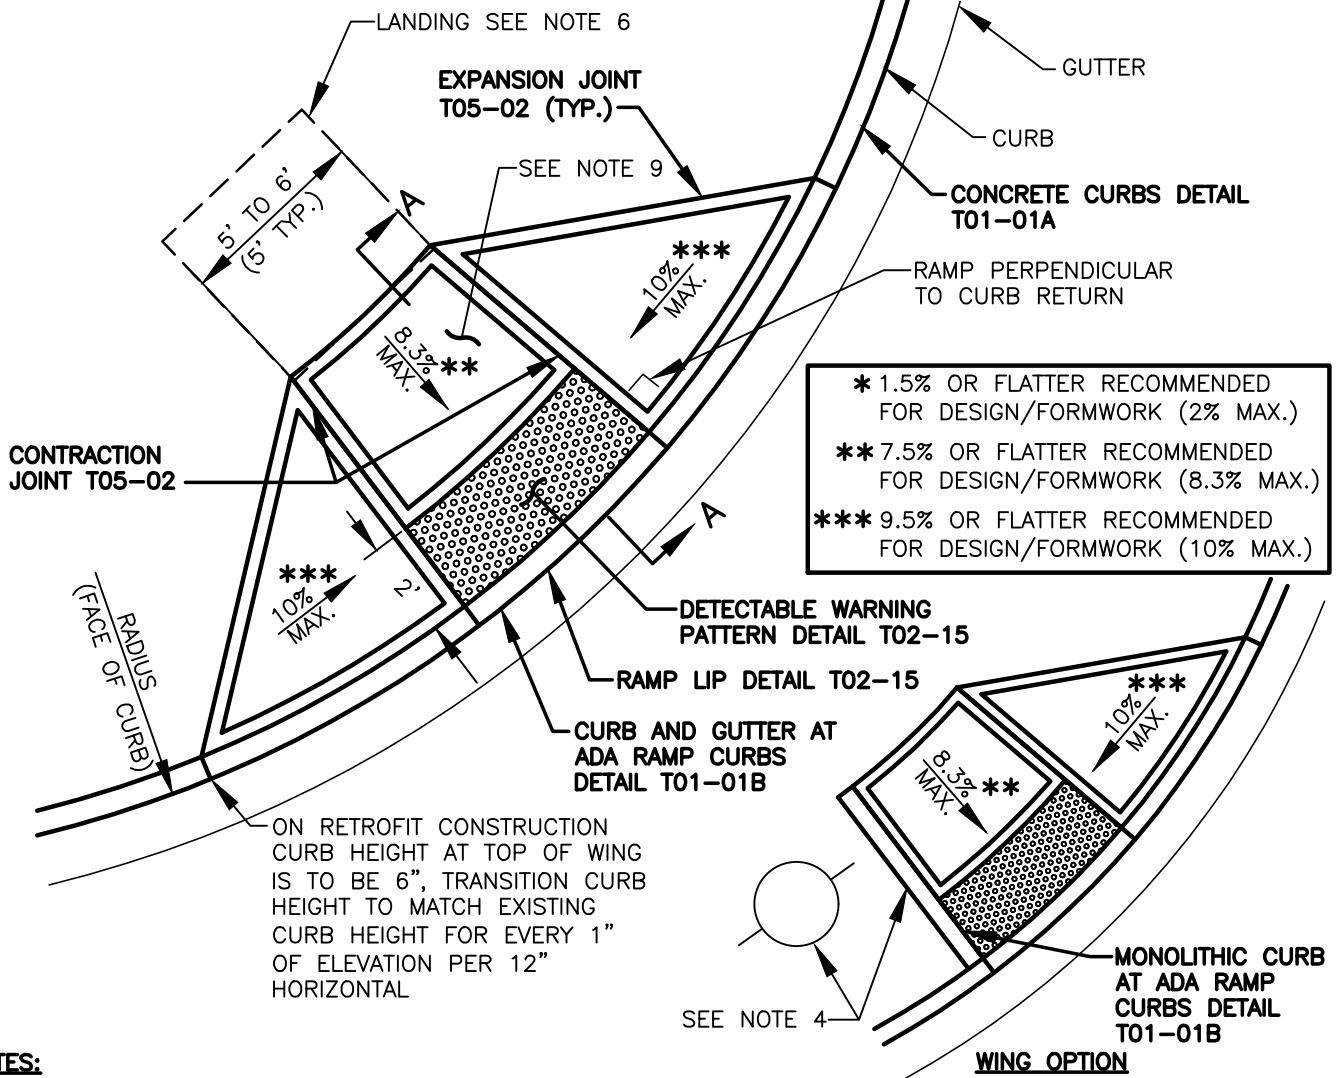 LANDING SEE NOTE 6
EXPANSION JOINT
T05-02 (TYP.)
GUTTER
CURB
SEE NOTE 9
CONCRETE CURBS DETAIL
T01-01A
5' TO 6'
(5' TYP.)
A
10% ***
MAX.
RAMP PERPENDICULAR
TO CURB RETURN
8.3% **
MAX.
* 1.5% OR FLATTER RECOMMENDED
FOR DESIGN/FORMWORK (2% MAX.)
** 7.5% OR FLATTER RECOMMENDED
FOR DESIGN/FORMWORK (8.3% MAX.)
*** 9.5% OR FLATTER RECOMMENDED
FOR DESIGN/FORMWORK (10% MAX.)
CONTRACTION
JOINT T05-02
A
***
10%
MAX.
2'
RADIUS
(FACE OF CURB)
DETECTABLE WARNING
PATTERN DETAIL T02-15
RAMP LIP DETAIL T02-15
CURB AND GUTTER AT
ADA RAMP CURBS
DETAIL T01-01B
ON RETROFIT CONSTRUCTION
CURB HEIGHT AT TOP OF WING
IS TO BE 6", TRANSITION CURB
HEIGHT TO MATCH EXISTING
CURB HEIGHT FOR EVERY 1"
OF ELEVATION PER 12"
HORIZONTAL
***
10%
MAX.
8.3% **
MAX.
SEE NOTE 4
MONOLITHIC CURB
AT ADA RAMP
CURBS DETAIL
T01-01B
WING OPTION
TES: